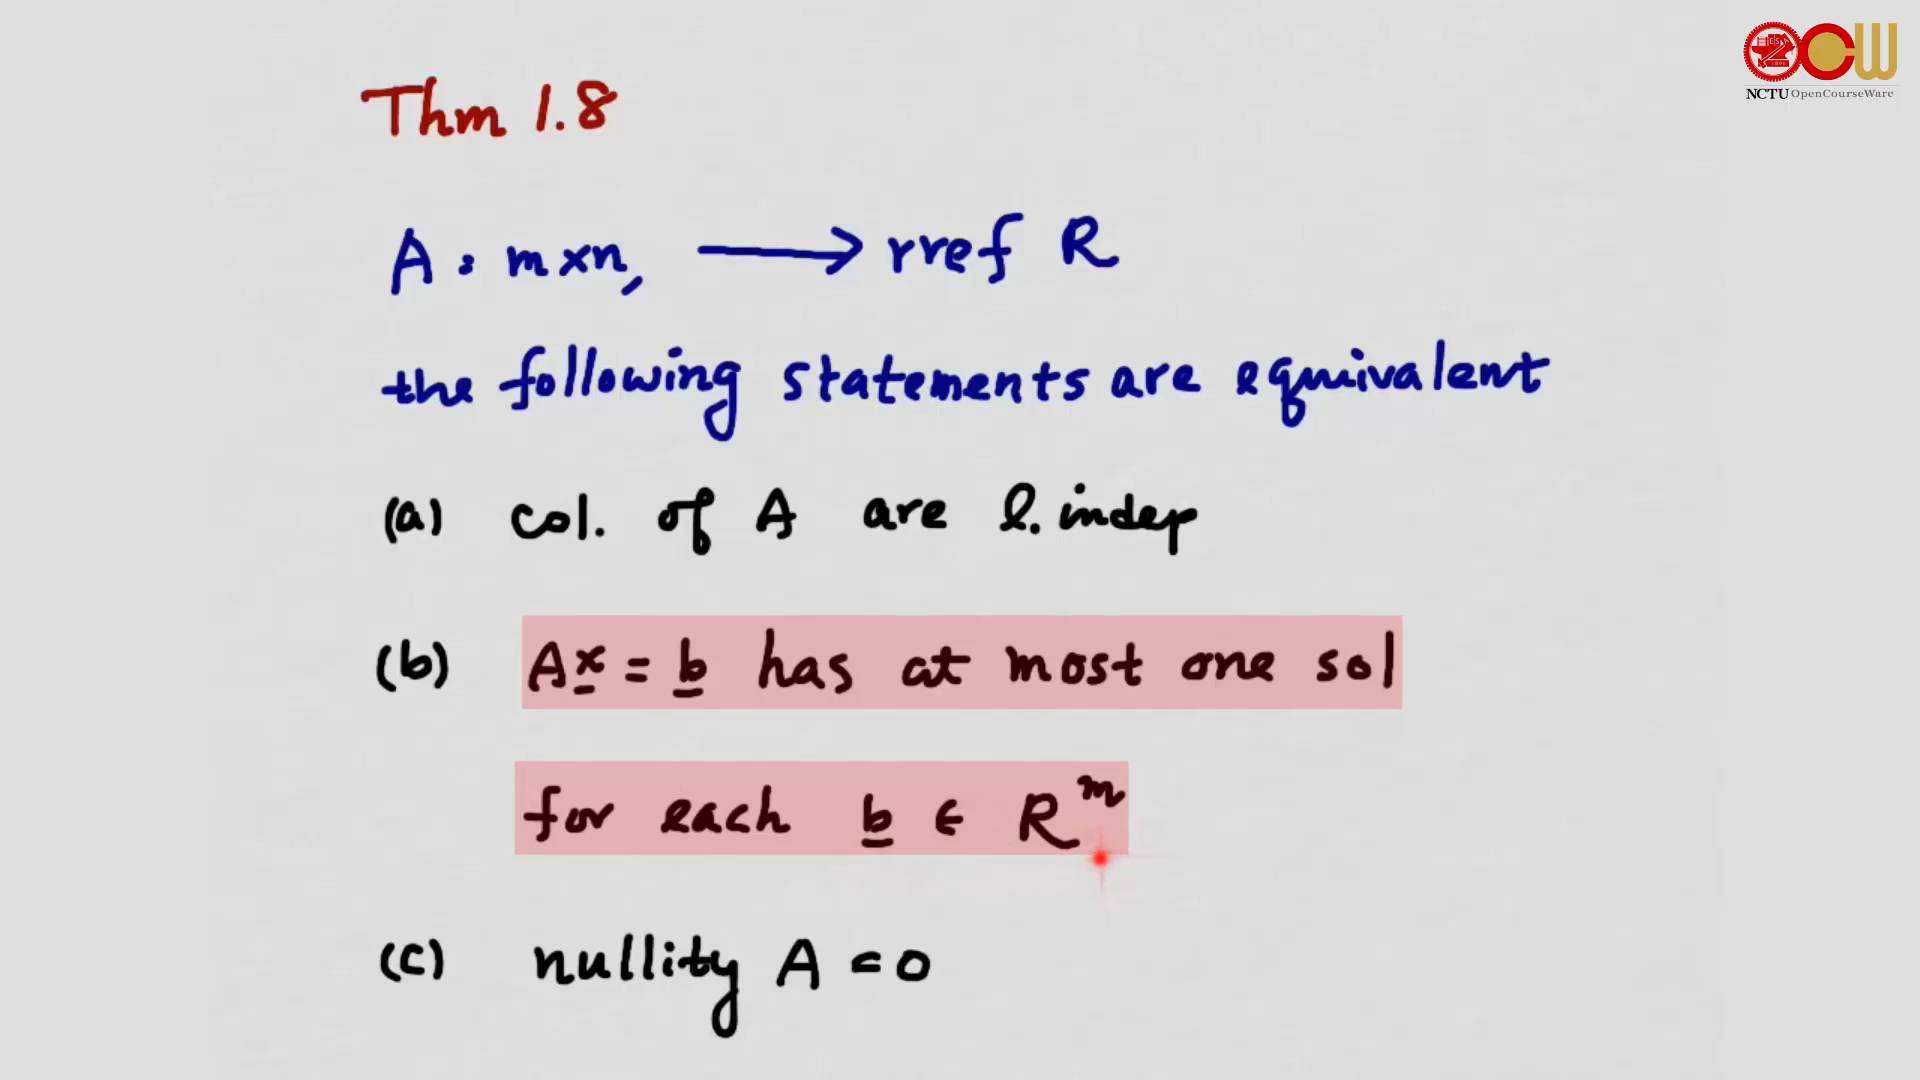 NCTU OpenCourseWare
Thm 1.8
A : m×n, ⟶ rref R
the following statements are equivalent
(a) col. of A are l. indep
(b) Ax = b has at most one sol
for each b ∈ R^m
(c) nullity A = 0